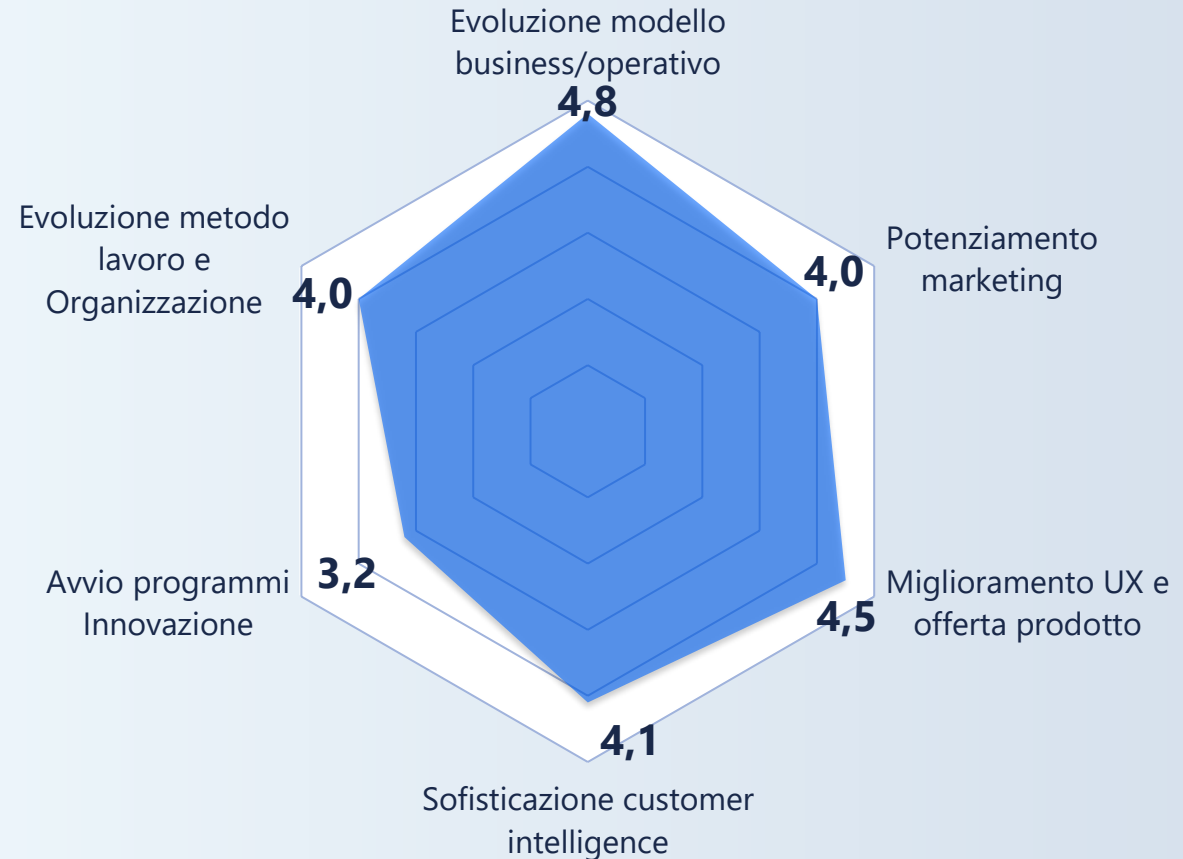 Evoluzione modello
business/operativo
4,8
Potenziamento
marketing
4,0
Miglioramento UX e
offerta prodotto
4,5
Sofisticazione customer
intelligence
4,1
Avvio programmi
Innovazione
3,2
Evoluzione metodo
lavoro e
Organizzazione
4,0